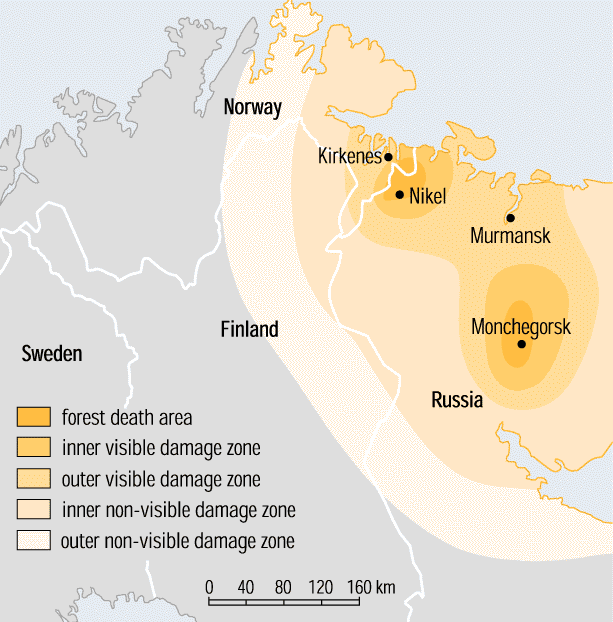 Norway
Kirkenes
Nikel
Murmansk
Finland
Monchegorsk
Sweden
Russia
forest death area
inner visible damage zone
outer visible damage zone
inner non-visible damage zone
outer non-visible damage zone
0 40 80 120 160 km